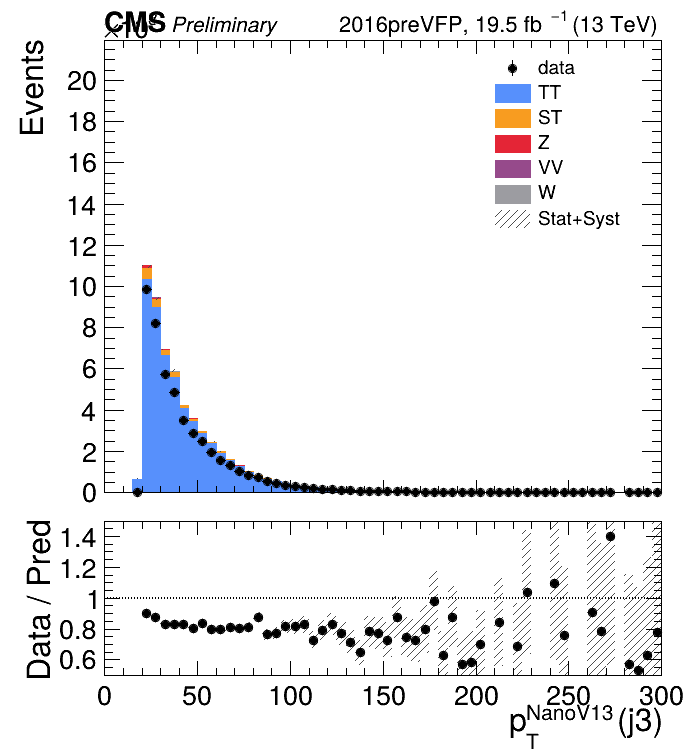 CMS Preliminary 2016preVFP, 19.5 fb⁻¹ (13 TeV)
Events
20
18
16
14
12
10
8
6
4
2
0
data
TT
ST
Z
VV
W
Stat+Syst
Data / Pred
1.4
1.2
1
0.8
0.6
0 50 100 150 200 250 300
p_T^NanoV13 (j3)